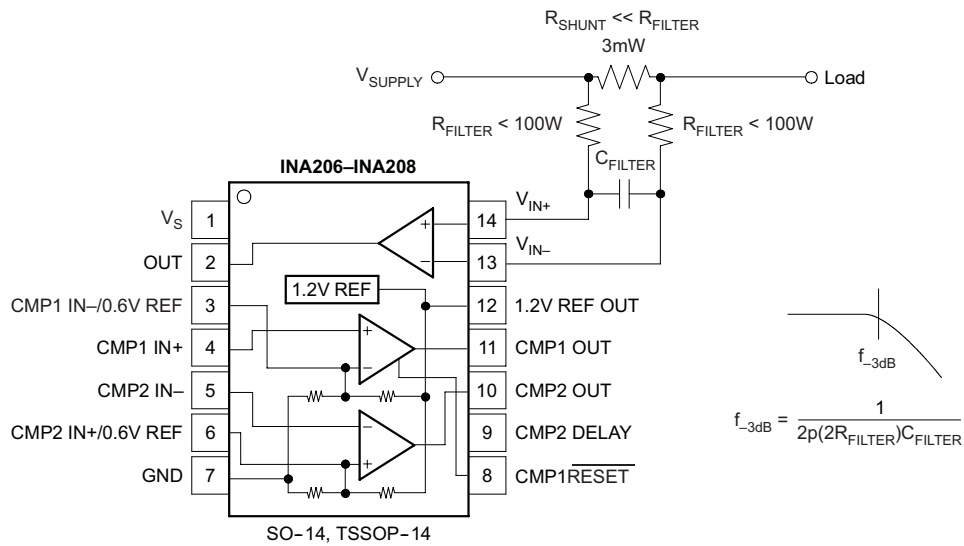 R_SHUNT << R_FILTER
3mW
V_SUPPLY
Load
R_FILTER < 100W
R_FILTER < 100W
C_FILTER
INA206–INA208
V_S
1
OUT
2
CMP1 IN–/0.6V REF
3
CMP1 IN+
4
CMP2 IN–
5
CMP2 IN+/0.6V REF
6
GND
7
+
–
1.2V REF
+
–
–
+
14
V_IN+
13
V_IN–
12
1.2V REF OUT
11
CMP1 OUT
10
CMP2 OUT
9
CMP2 DELAY
8
CMP1 RESET
SO-14, TSSOP-14
f_–3dB
f_–3dB = 1
2p(2R_FILTER)C_FILTER